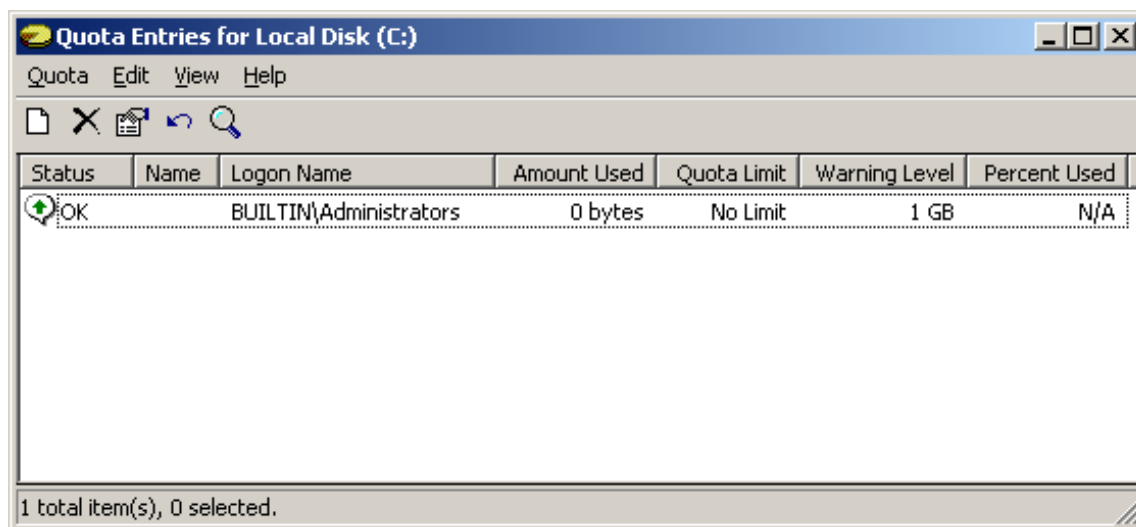 Quota Entries for Local Disk (C:)
Quota Edit View Help
Status Name Logon Name Amount Used Quota Limit Warning Level Percent Used
OK BUILTIN\Administrators 0 bytes No Limit 1 GB N/A
1 total item(s), 0 selected.